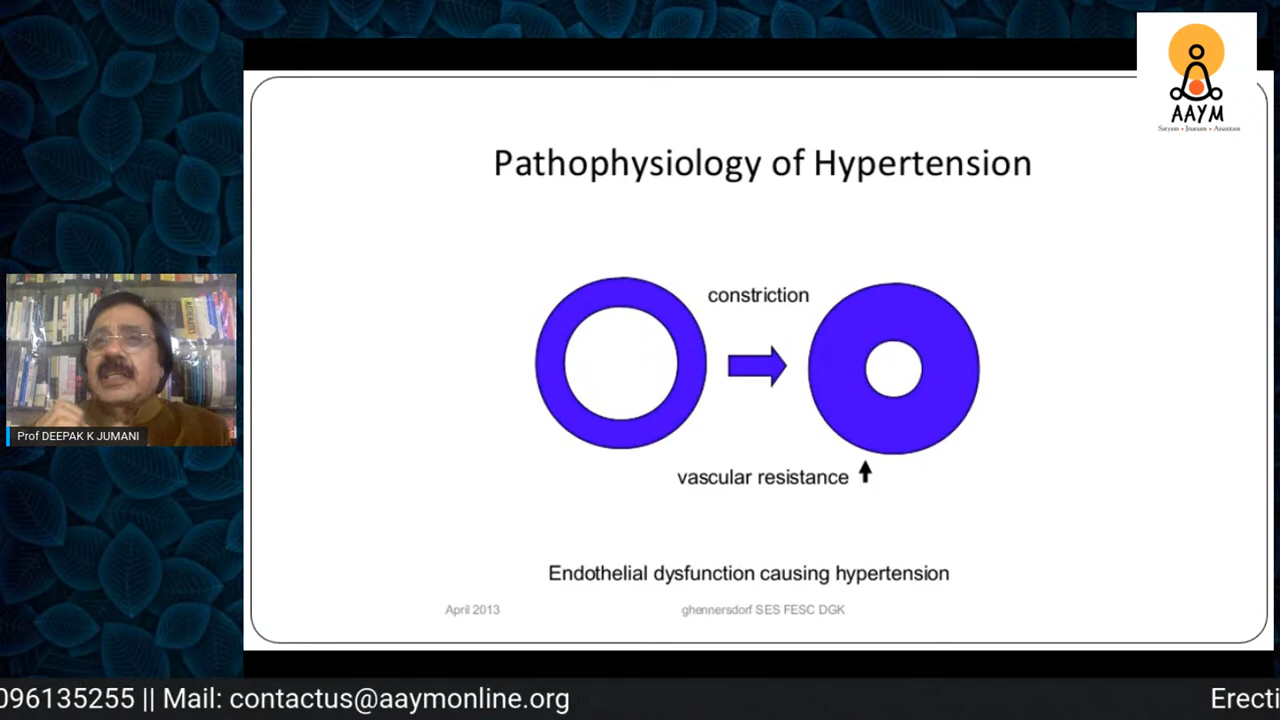 AAYM
Satyam • Jnanam • Anantam
Pathophysiology of Hypertension
constriction
vascular resistance
Endothelial dysfunction causing hypertension
April 2013
ghennersdorf SES FESC DGK
Prof DEEPAK K JUMANI
096135255 || Mail: contactus@aaymonline.org
Erecti